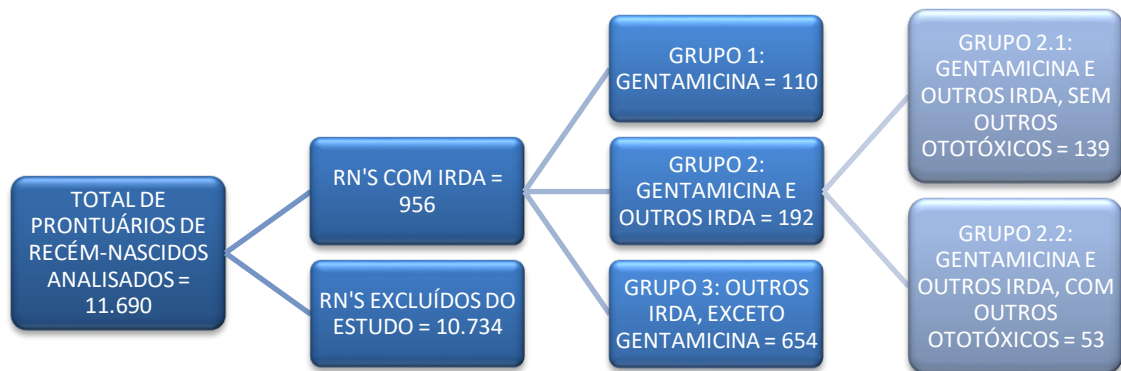 TOTAL DE
PRONTUÁRIOS DE
RECÉM-NASCIDOS
ANALISADOS =
11.690
RN'S COM IRDA =
956
RN'S EXCLUÍDOS DO
ESTUDO = 10.734
GRUPO 1:
GENTAMICINA = 110
GRUPO 2:
GENTAMICINA E
OUTROS IRDA = 192
GRUPO 3: OUTROS
IRDA, EXCETO
GENTAMICINA = 654
GRUPO 2.1:
GENTAMICINA E
OUTROS IRDA, SEM
OUTROS
OTOTÓXICOS = 139
GRUPO 2.2:
GENTAMICINA E
OUTROS IRDA, COM
OUTROS
OTOTÓXICOS = 53